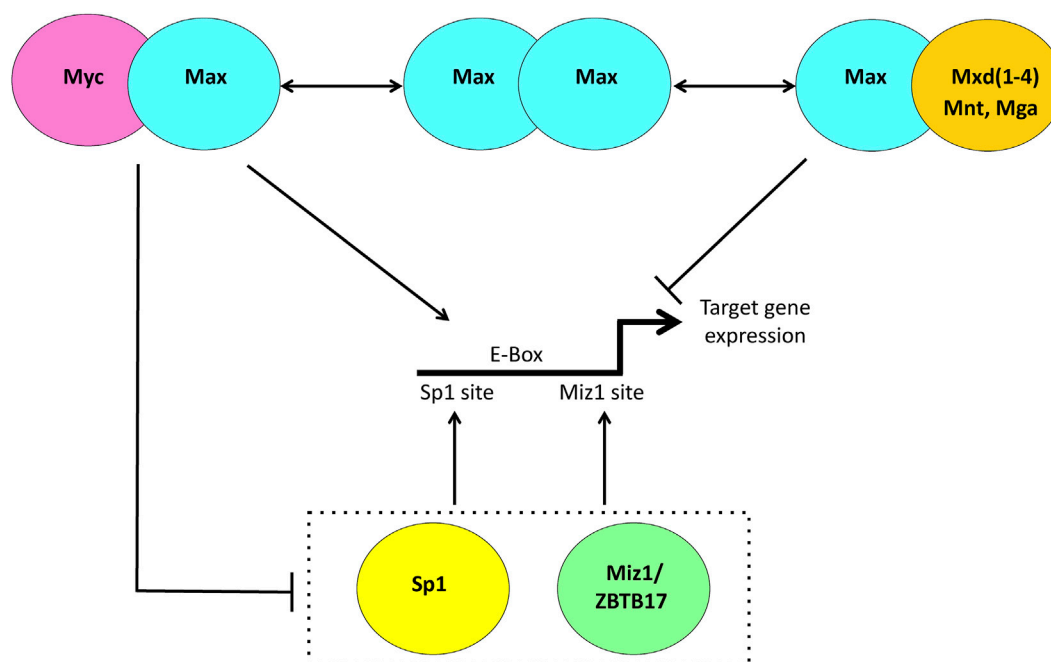 Myc
Max
Max
Max
Max
Mxd(1-4)
Mnt, Mga
Target gene
expression
E-Box
Sp1 site
Miz1 site
Sp1
Miz1/
ZBTB17